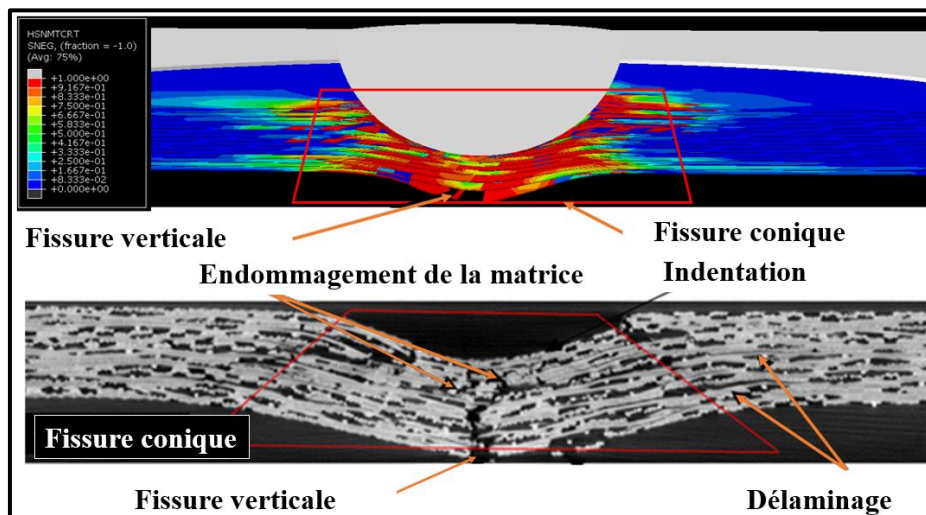 HSNMTCRT
SNEG, (fraction = -1.0)
(Avg: 75%)
+1.000e+00
+9.167e-01
+8.333e-01
+7.500e-01
+6.667e-01
+5.833e-01
+5.000e-01
+4.167e-01
+3.333e-01
+2.500e-01
+1.667e-01
+8.333e-02
+0.000e+00
Fissure verticale
Fissure conique
Endommagement de la matrice
Indentation
Fissure conique
Fissure verticale
Délaminage